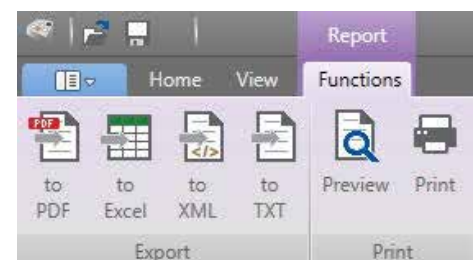 Report
Home View Functions
PDF </>
to to to to Preview Print
PDF Excel XML TXT
Export Print